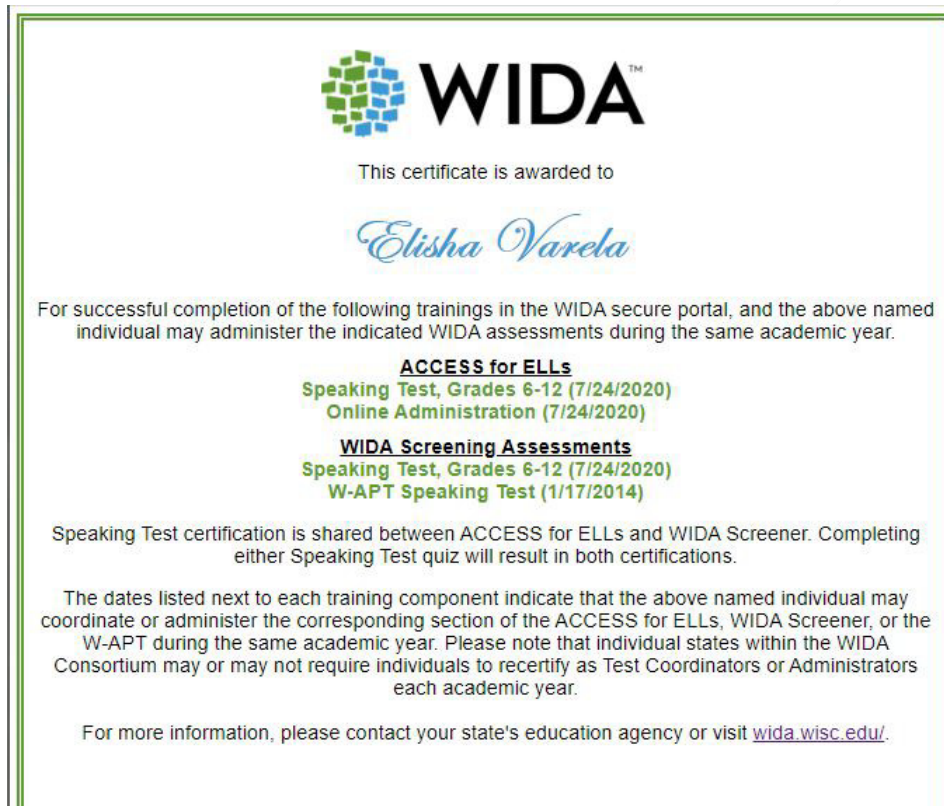 WIDA™
This certificate is awarded to
Elisha Varela
For successful completion of the following trainings in the WIDA secure portal, and the above named
individual may administer the indicated WIDA assessments during the same academic year.
ACCESS for ELLs
Speaking Test, Grades 6-12 (7/24/2020)
Online Administration (7/24/2020)
WIDA Screening Assessments
Speaking Test, Grades 6-12 (7/24/2020)
W-APT Speaking Test (1/17/2014)
Speaking Test certification is shared between ACCESS for ELLs and WIDA Screener. Completing
either Speaking Test quiz will result in both certifications.
The dates listed next to each training component indicate that the above named individual may
coordinate or administer the corresponding section of the ACCESS for ELLs, WIDA Screener, or the
W-APT during the same academic year. Please note that individual states within the WIDA
Consortium may or may not require individuals to recertify as Test Coordinators or Administrators
each academic year.
For more information, please contact your state's education agency or visit wida.wisc.edu/.